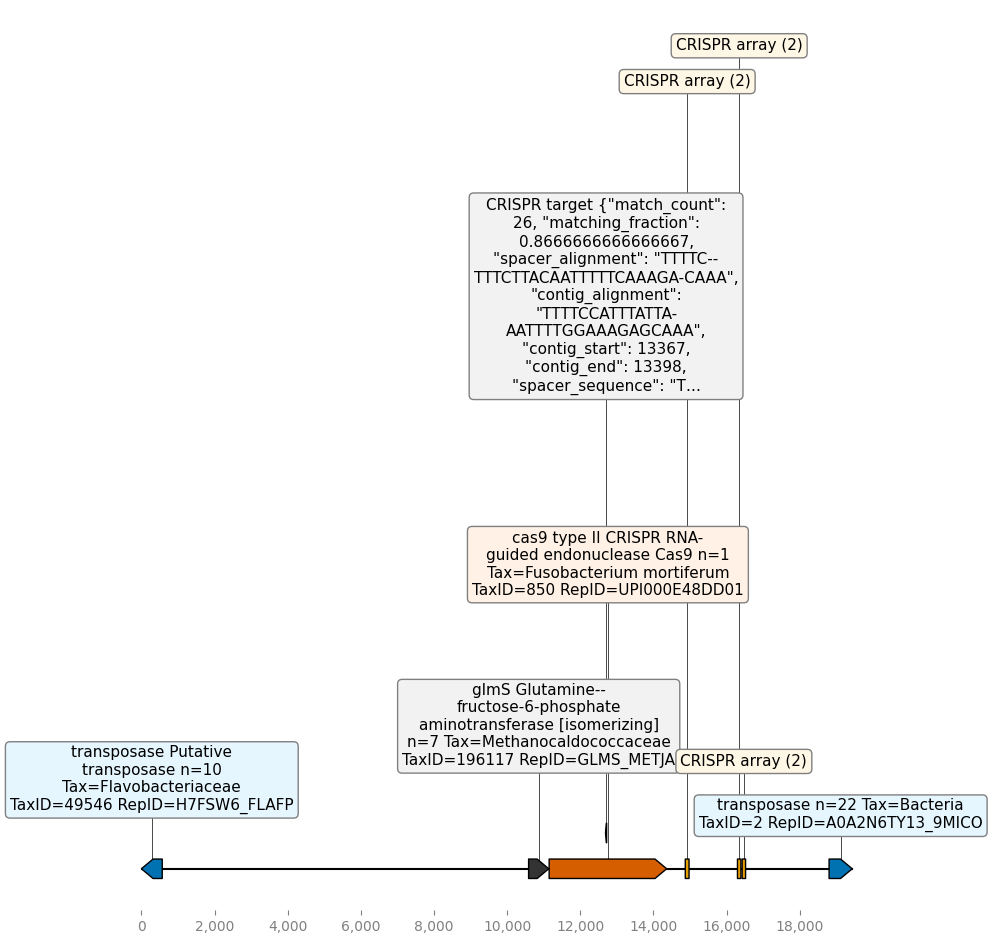 CRISPR array (2)
CRISPR array (2)
CRISPR target {"match_count":
26, "matching_fraction":
0.8666666666666667,
"spacer_alignment": "TTTTC--
TTTCTTACAATTTTTCAAAGA-CAAA",
"contig_alignment":
"TTTTCCATTTATTA-
AATTTTGGAAAGAGCAAA",
"contig_start": 13367,
"contig_end": 13398,
"spacer_sequence": "T...
cas9 type II CRISPR RNA-
guided endonuclease Cas9 n=1
Tax=Fusobacterium mortiferum
TaxID=850 RepID=UPI000E48DD01
glmS Glutamine--
fructose-6-phosphate
aminotransferase [isomerizing]
n=7 Tax=Methanocaldococcaceae
TaxID=196117 RepID=GLMS_METJA
CRISPR array (2)
transposase Putative
transposase n=10
Tax=Flavobacteriaceae
TaxID=49546 RepID=H7FSW6_FLAFP
transposase n=22 Tax=Bacteria
TaxID=2 RepID=A0A2N6TY13_9MICO
0 2,000 4,000 6,000 8,000 10,000 12,000 14,000 16,000 18,000